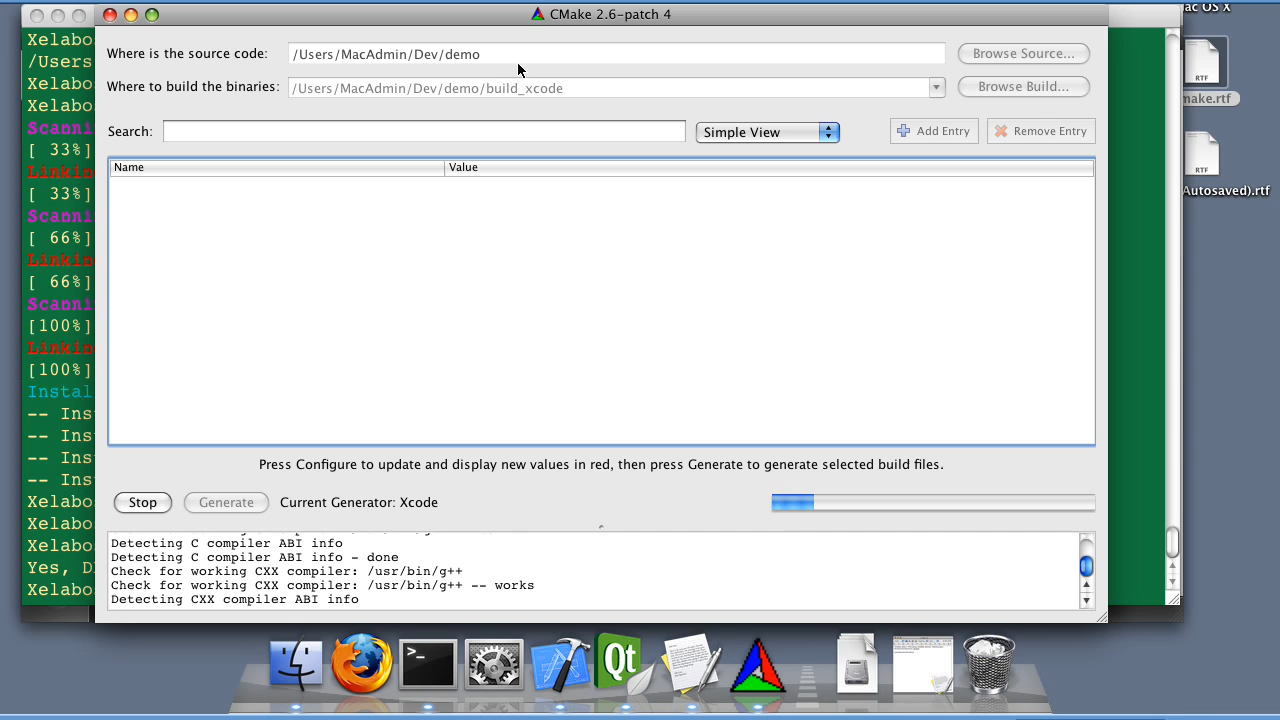 CMake 2.6-patch 4
ac OS X
Where is the source code:
/Users/MacAdmin/Dev/demo
Browse Source...
Where to build the binaries:
/Users/MacAdmin/Dev/demo/build_xcode
Browse Build...
Search:
Simple View
Add Entry
Remove Entry
Name
Value
Press Configure to update and display new values in red, then press Generate to generate selected build files.
Stop
Generate
Current Generator: Xcode
Detecting C compiler ABI info
Detecting C compiler ABI info - done
Check for working CXX compiler: /usr/bin/g++
Check for working CXX compiler: /usr/bin/g++ -- works
Detecting CXX compiler ABI info
Xelabo
/Users
Xelabo
Xelabo
Scanni
[ 33%]
Linkin
[ 33%]
Scanni
[ 66%]
Linkin
[ 66%]
Scanni
[100%]
Linkin
[100%]
Instal
-- Ins
-- Ins
-- Ins
-- Ins
Xelabo
Xelabo
Xelabo
Yes, D
Xelabo
RTF
make.rtf
RTF
Autosaved).rtf
>_
Qt